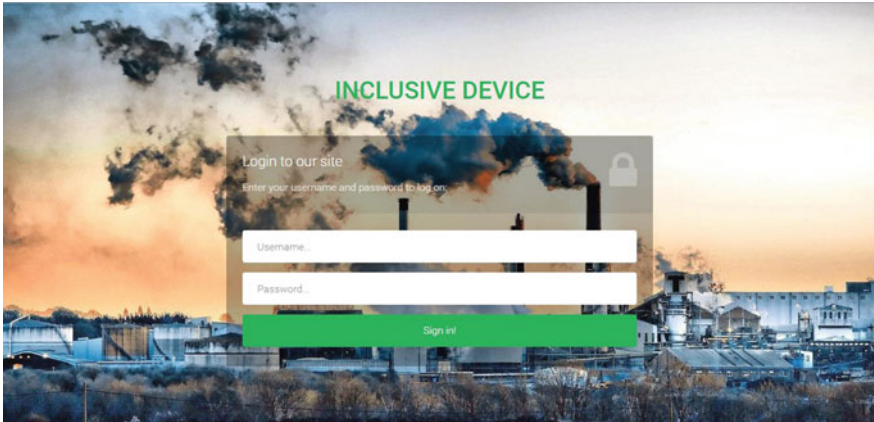 INCLUSIVE DEVICE
Login to our site
Enter your username and password to log on:
Username...
Password...
Sign in!